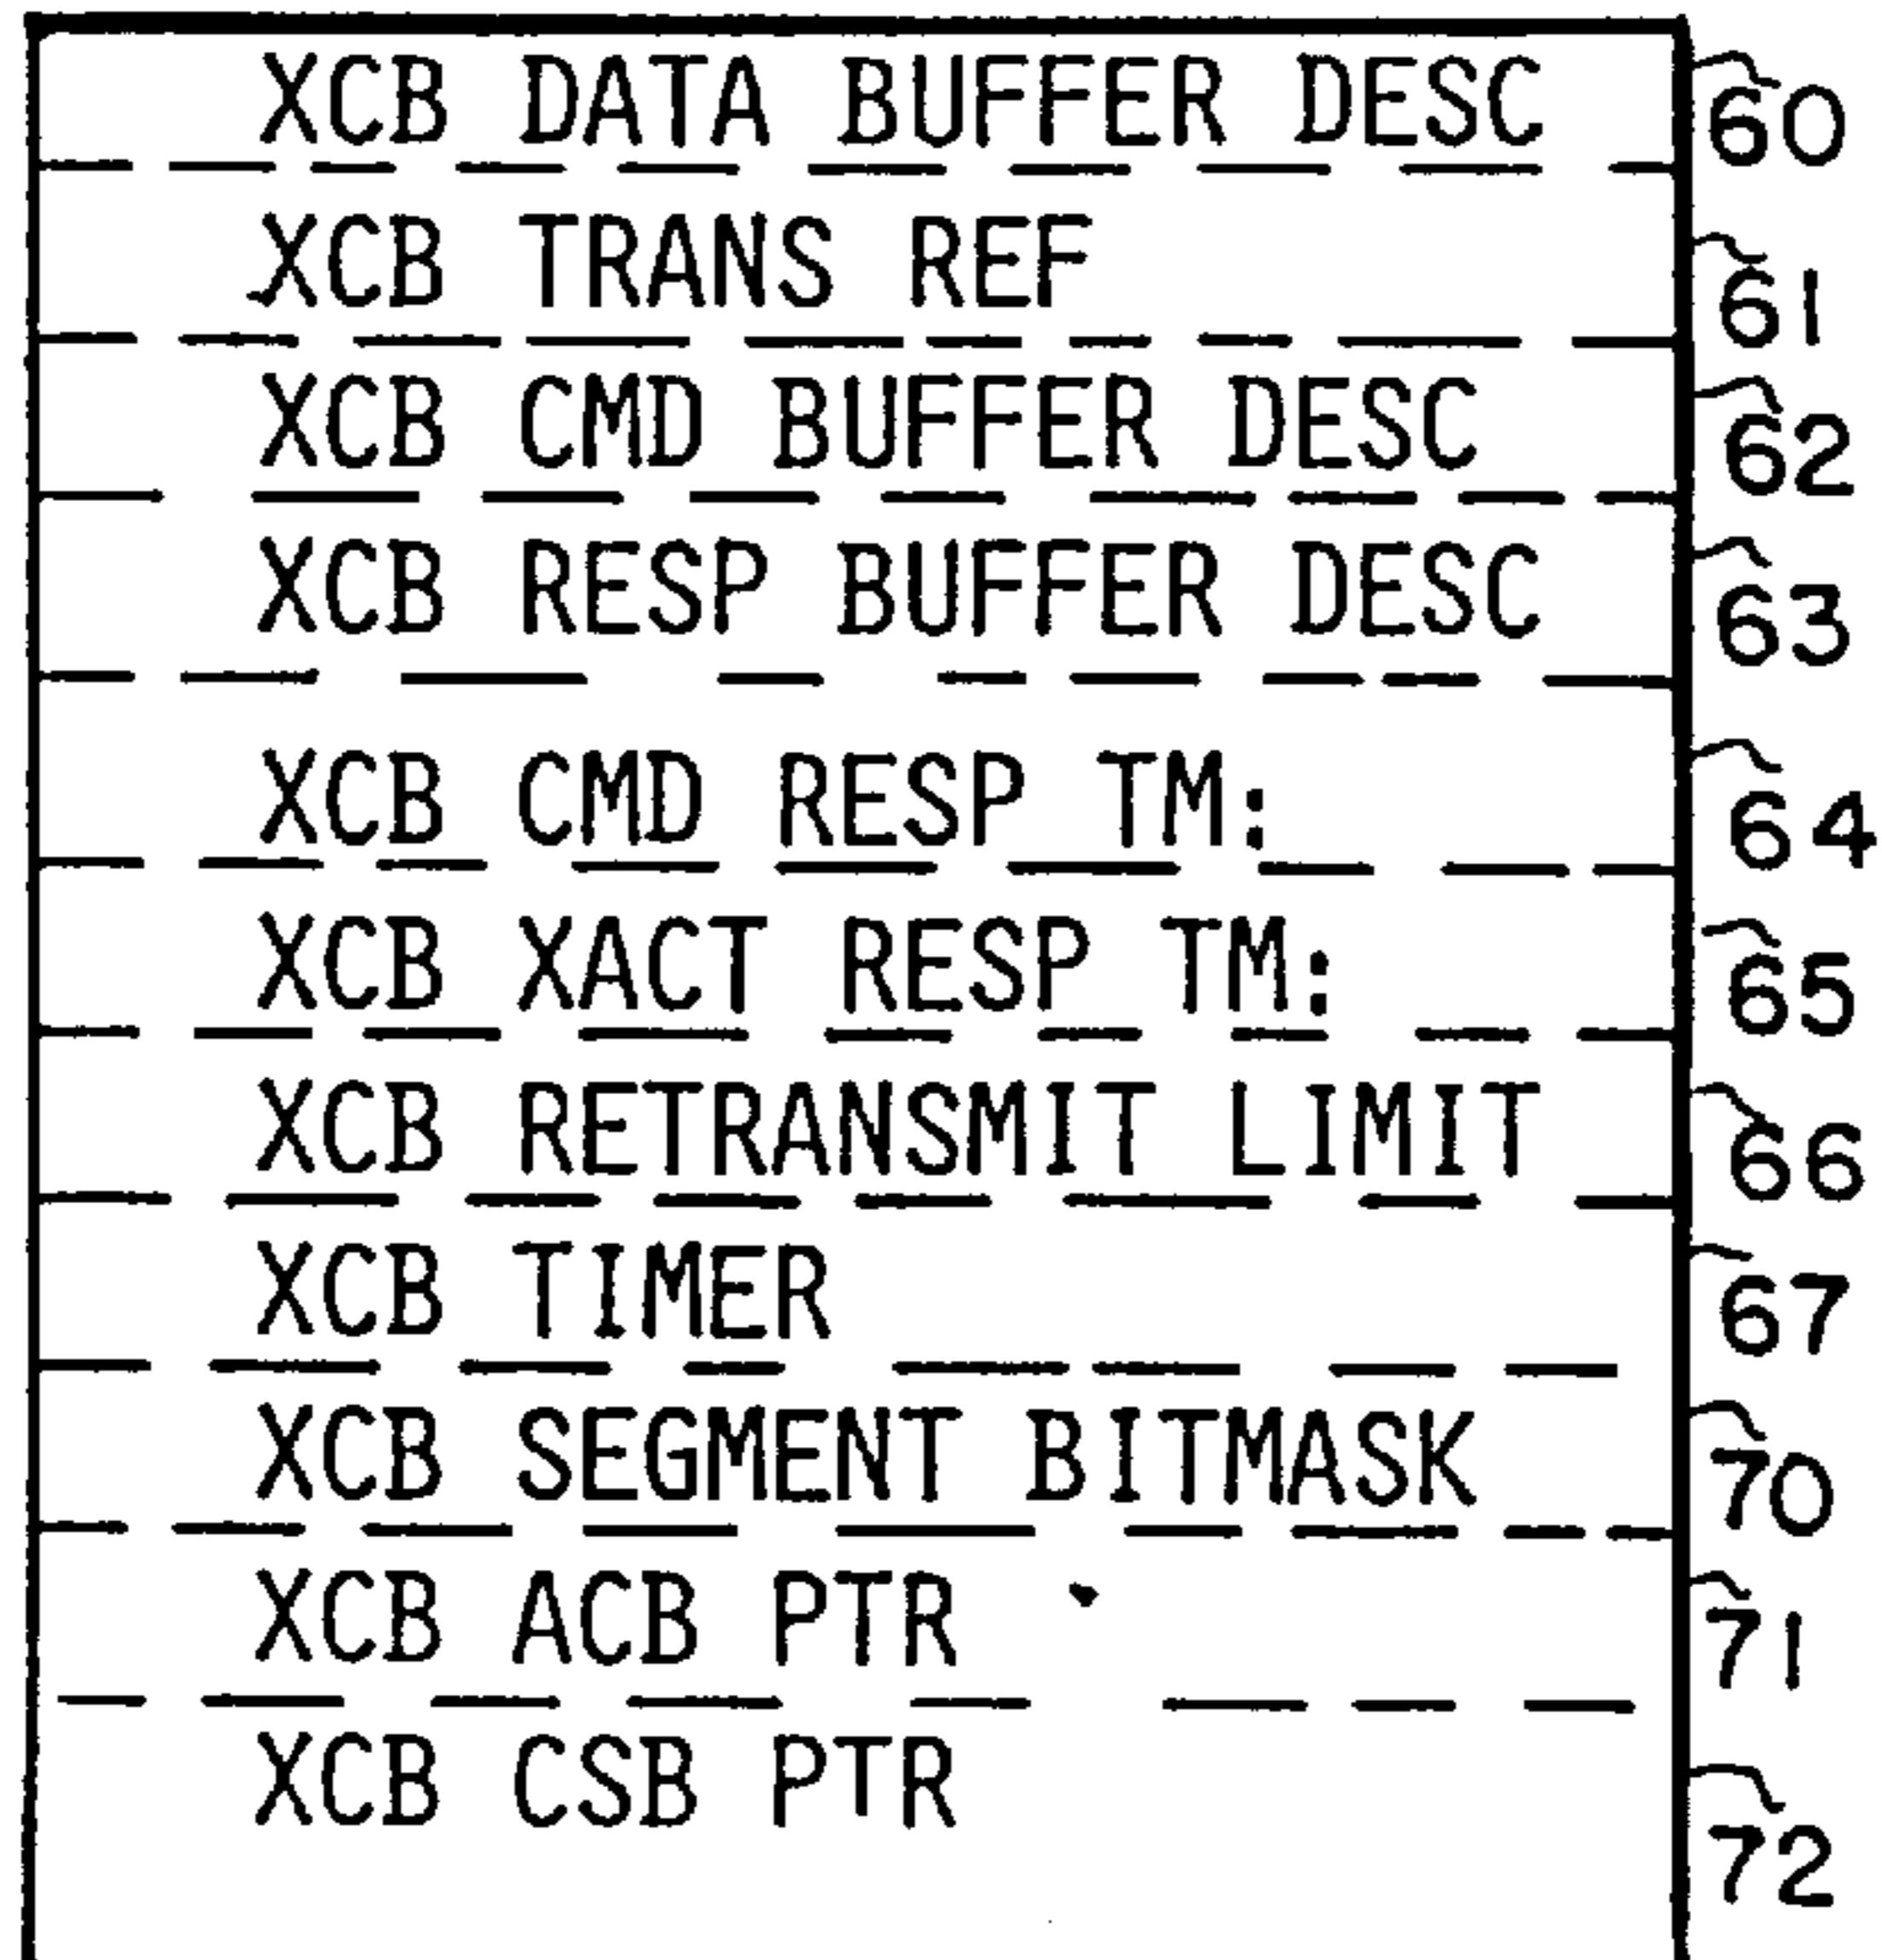 XCB DATA BUFFER DESC 60
XCB TRANS REF 61
XCB CMD BUFFER DESC 62
XCB RESP BUFFER DESC 63
XCB CMD RESP TM: 64
XCB XACT RESP TM: 65
XCB RETRANSMIT LIMIT 66
XCB TIMER 67
XCB SEGMENT BITMASK 70
XCB ACB PTR 71
XCB CSB PTR 72